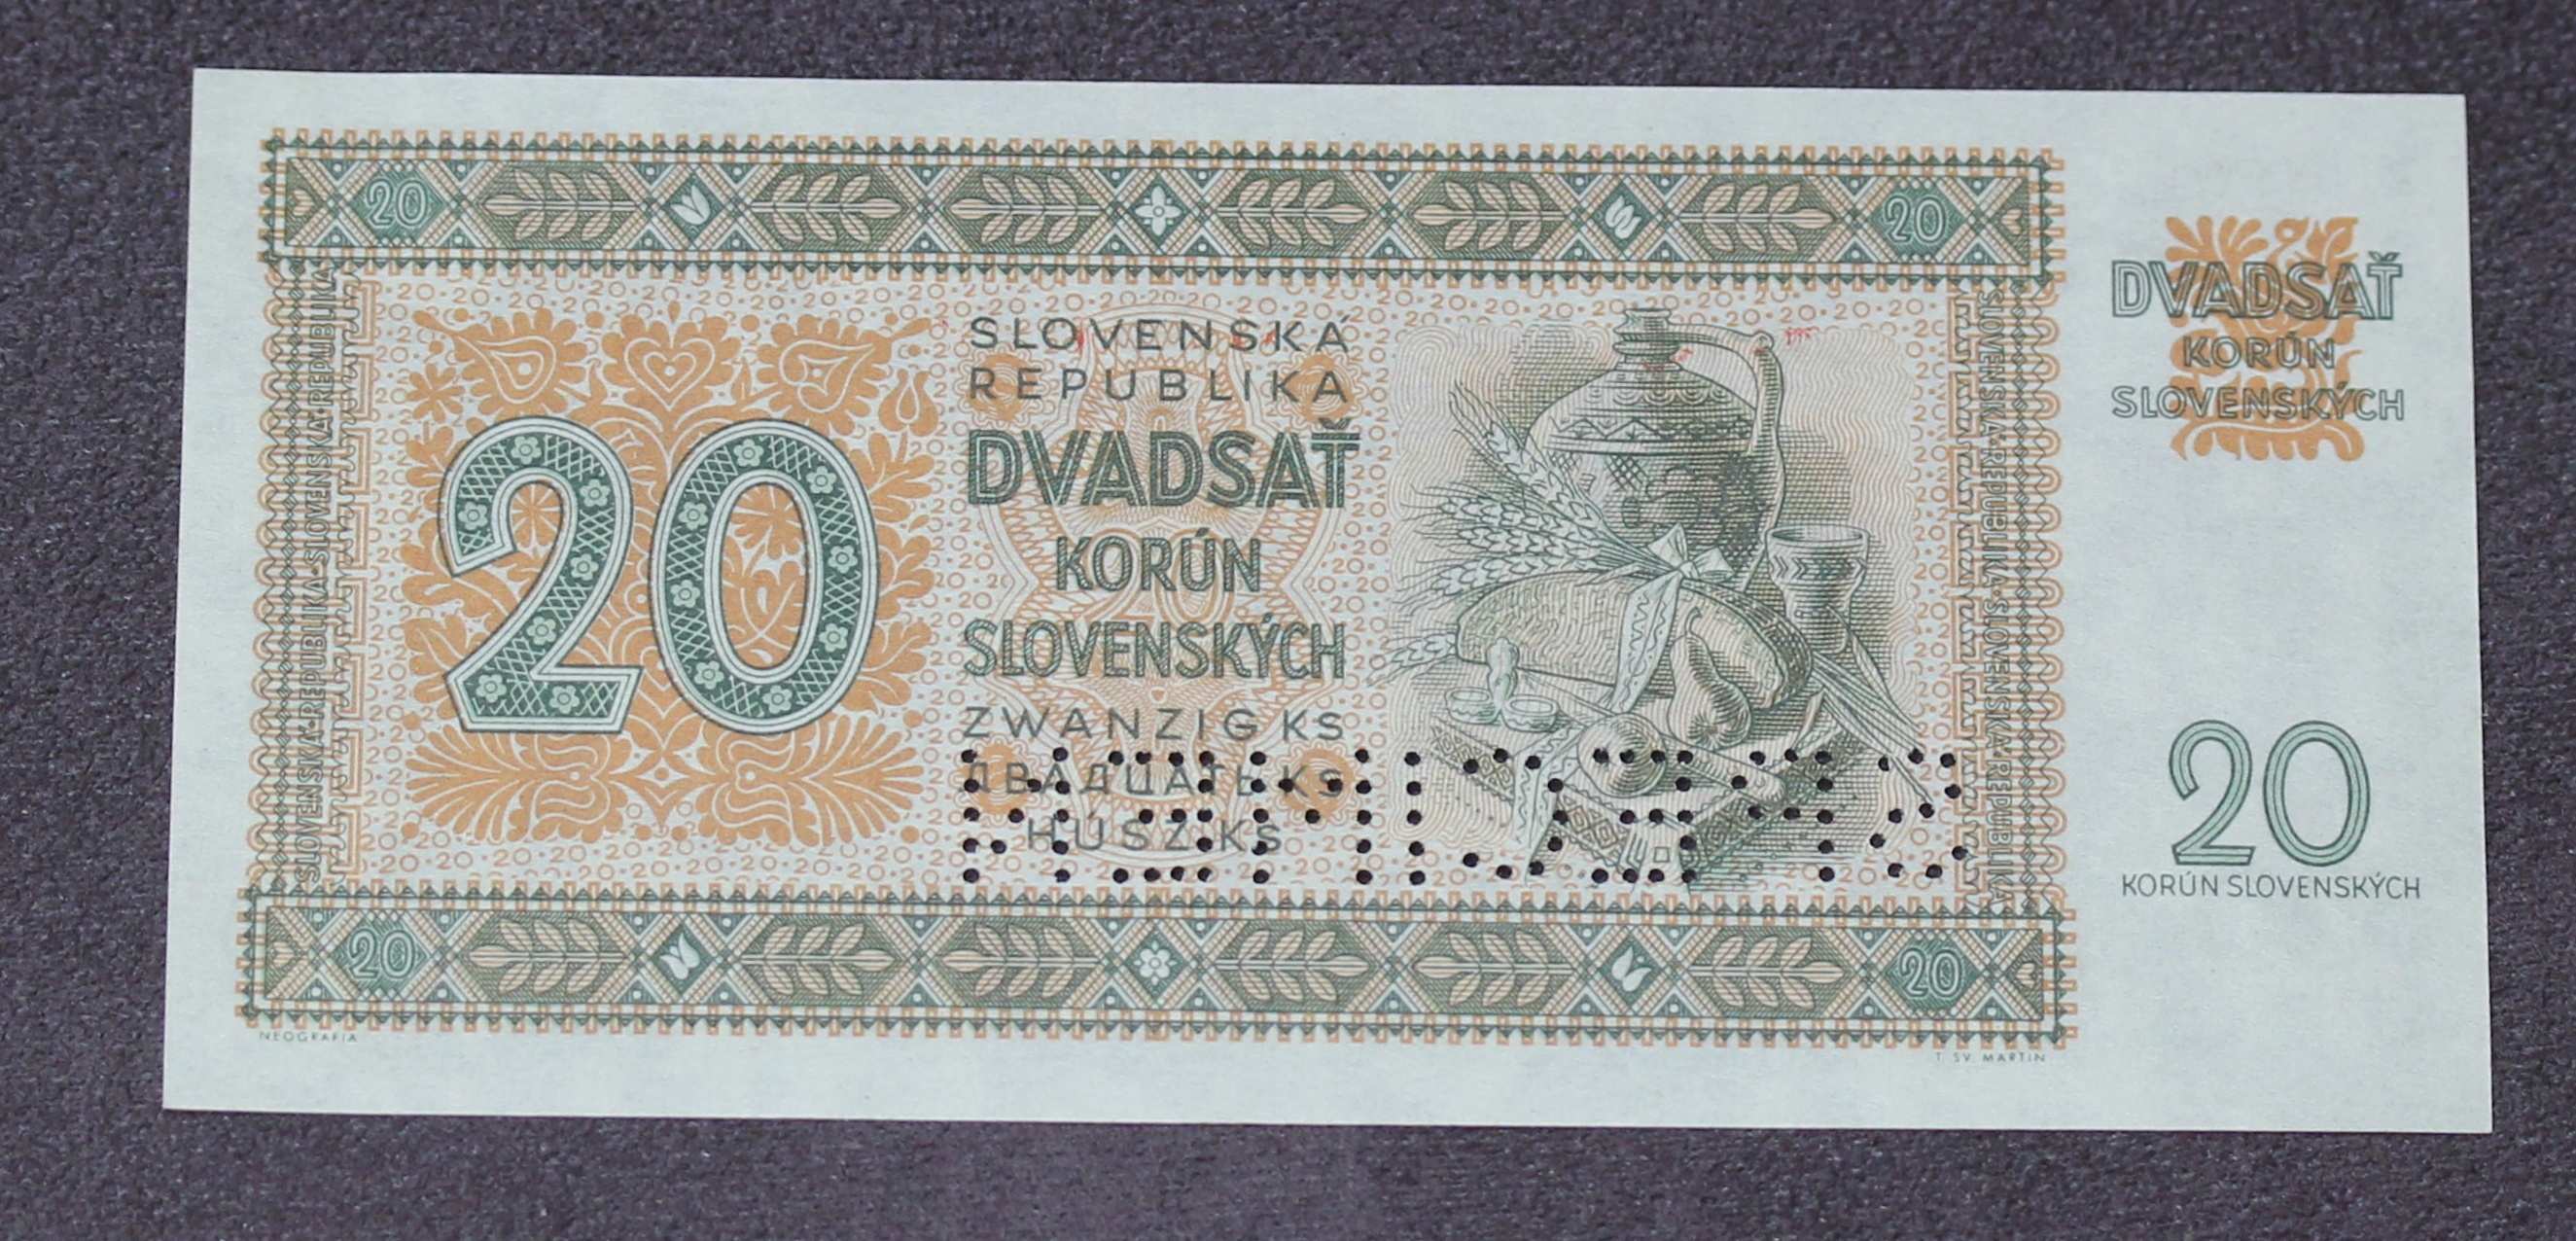 20 20
SLOVENSKÁ·REPUBLIKA·SLOVENSKÁ·REPUBLIKA
20
SLOVENSKÁ
REPUBLIKA
DVADSAŤ
KORÚN
SLOVENSKÝCH
ZWANZIG KS
ДВАДЦАТЬ Ks
HÚSZ Ks
SPECIMEN
SLOVENSKÁ·REPUBLIKA·SLOVENSKÁ·REPUBLIKA
20 20
NEOGRAFIA
T. SV. MARTIN
DVADSAŤ
KORÚN
SLOVENSKÝCH
20
KORÚN SLOVENSKÝCH